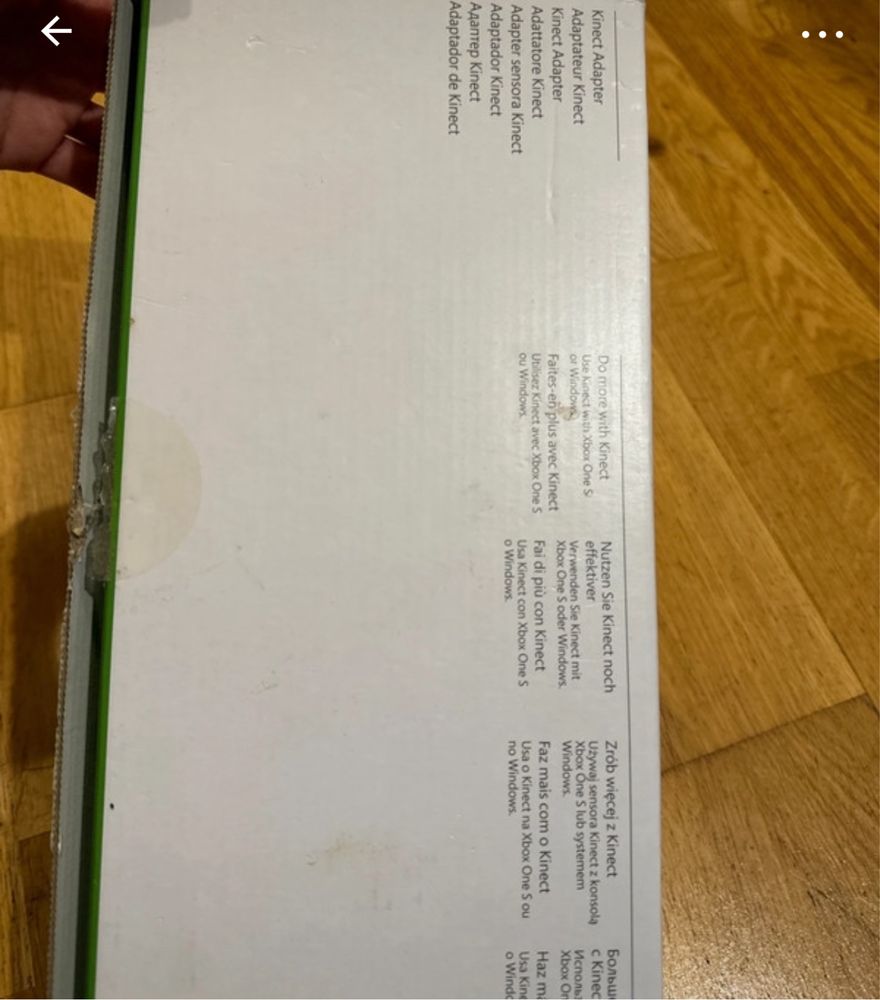 Kinect Adapter
Adaptateur Kinect
Kinect Adapter
Adattatore Kinect
Adapter sensora Kinect
Adaptador Kinect
Адаптер Kinect
Adaptador de Kinect
Do more with Kinect
Use Kinect with Xbox One S
or Windows.
Faites-en plus avec Kinect
Utilisez Kinect avec Xbox One S
ou Windows.
Nutzen Sie Kinect noch
effektiver
Verwenden Sie Kinect mit
Xbox One S oder Windows.
Fai di più con Kinect
Usa Kinect con Xbox One S
o Windows.
Zrób więcej z Kinect
Używaj sensora Kinect z konsolą
Xbox One S lub systemem
Windows.
Faz mais com o Kinect
Usa o Kinect na Xbox One S ou
no Windows.
с Kinec
Xbox
Haz
Usa
o